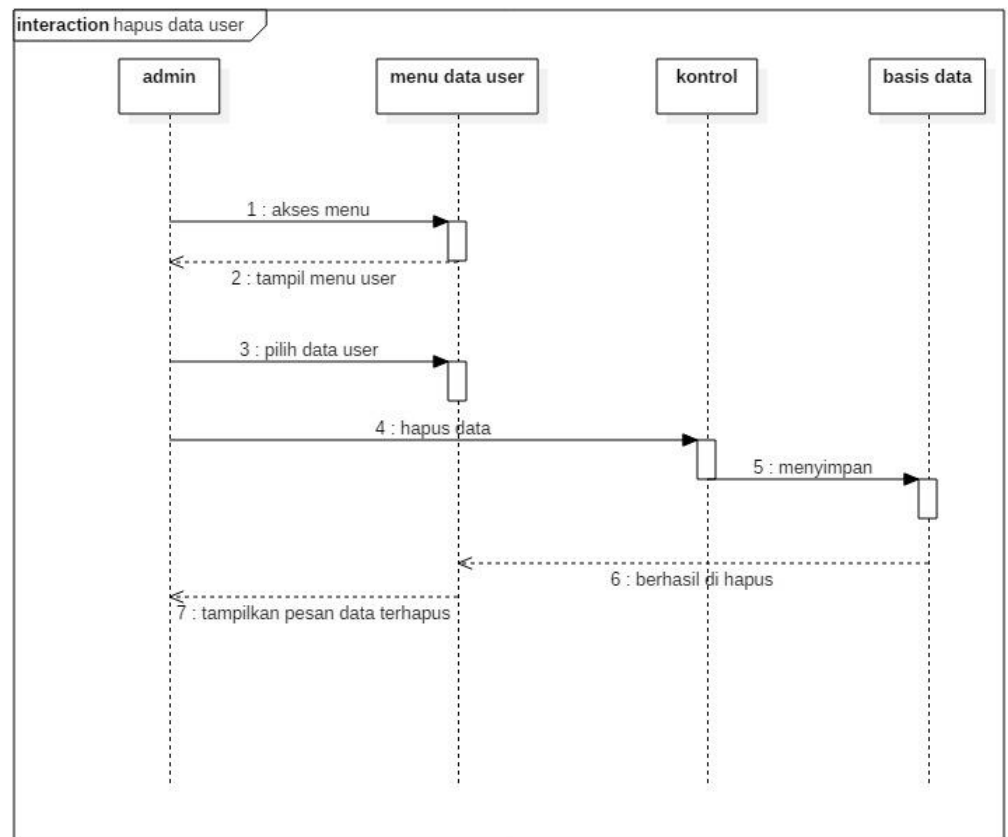 interaction hapus data user
admin
menu data user
kontrol
basis data
1 : akses menu
2 : tampil menu user
3 : pilih data user
4 : hapus data
5 : menyimpan
6 : berhasil di hapus
7 : tampilkan pesan data terhapus